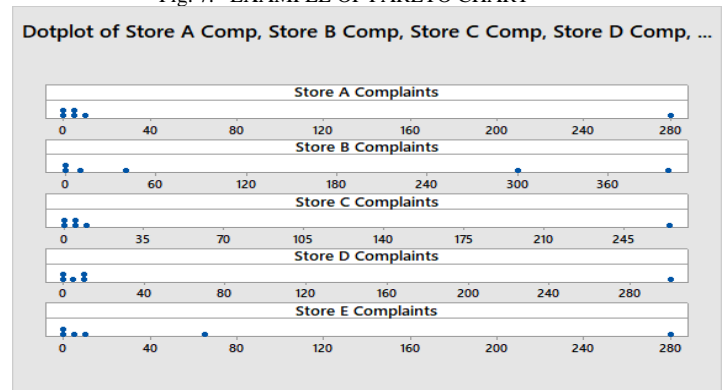 Fig. 7. EXAMPLE OF PARETO CHART
Dotplot of Store A Comp, Store B Comp, Store C Comp, Store D Comp, ...
Store A Complaints
0 40 80 120 160 200 240 280
Store B Complaints
0 60 120 180 240 300 360
Store C Complaints
0 35 70 105 140 175 210 245
Store D Complaints
0 40 80 120 160 200 240 280
Store E Complaints
0 40 80 120 160 200 240 280